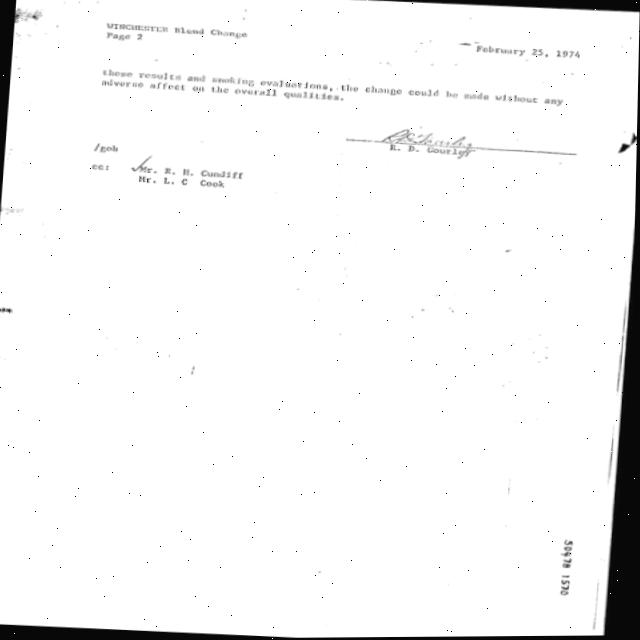 WINCHESTER Blend Change
Page 2
February 25, 1974
these results and smoking evaluations, the change could be made without any
adverse affect on the overall qualities.
R. D. Gourley
/gob
cc: Mr. R. H. Cundiff
Mr. L. C Cook
50478 1570